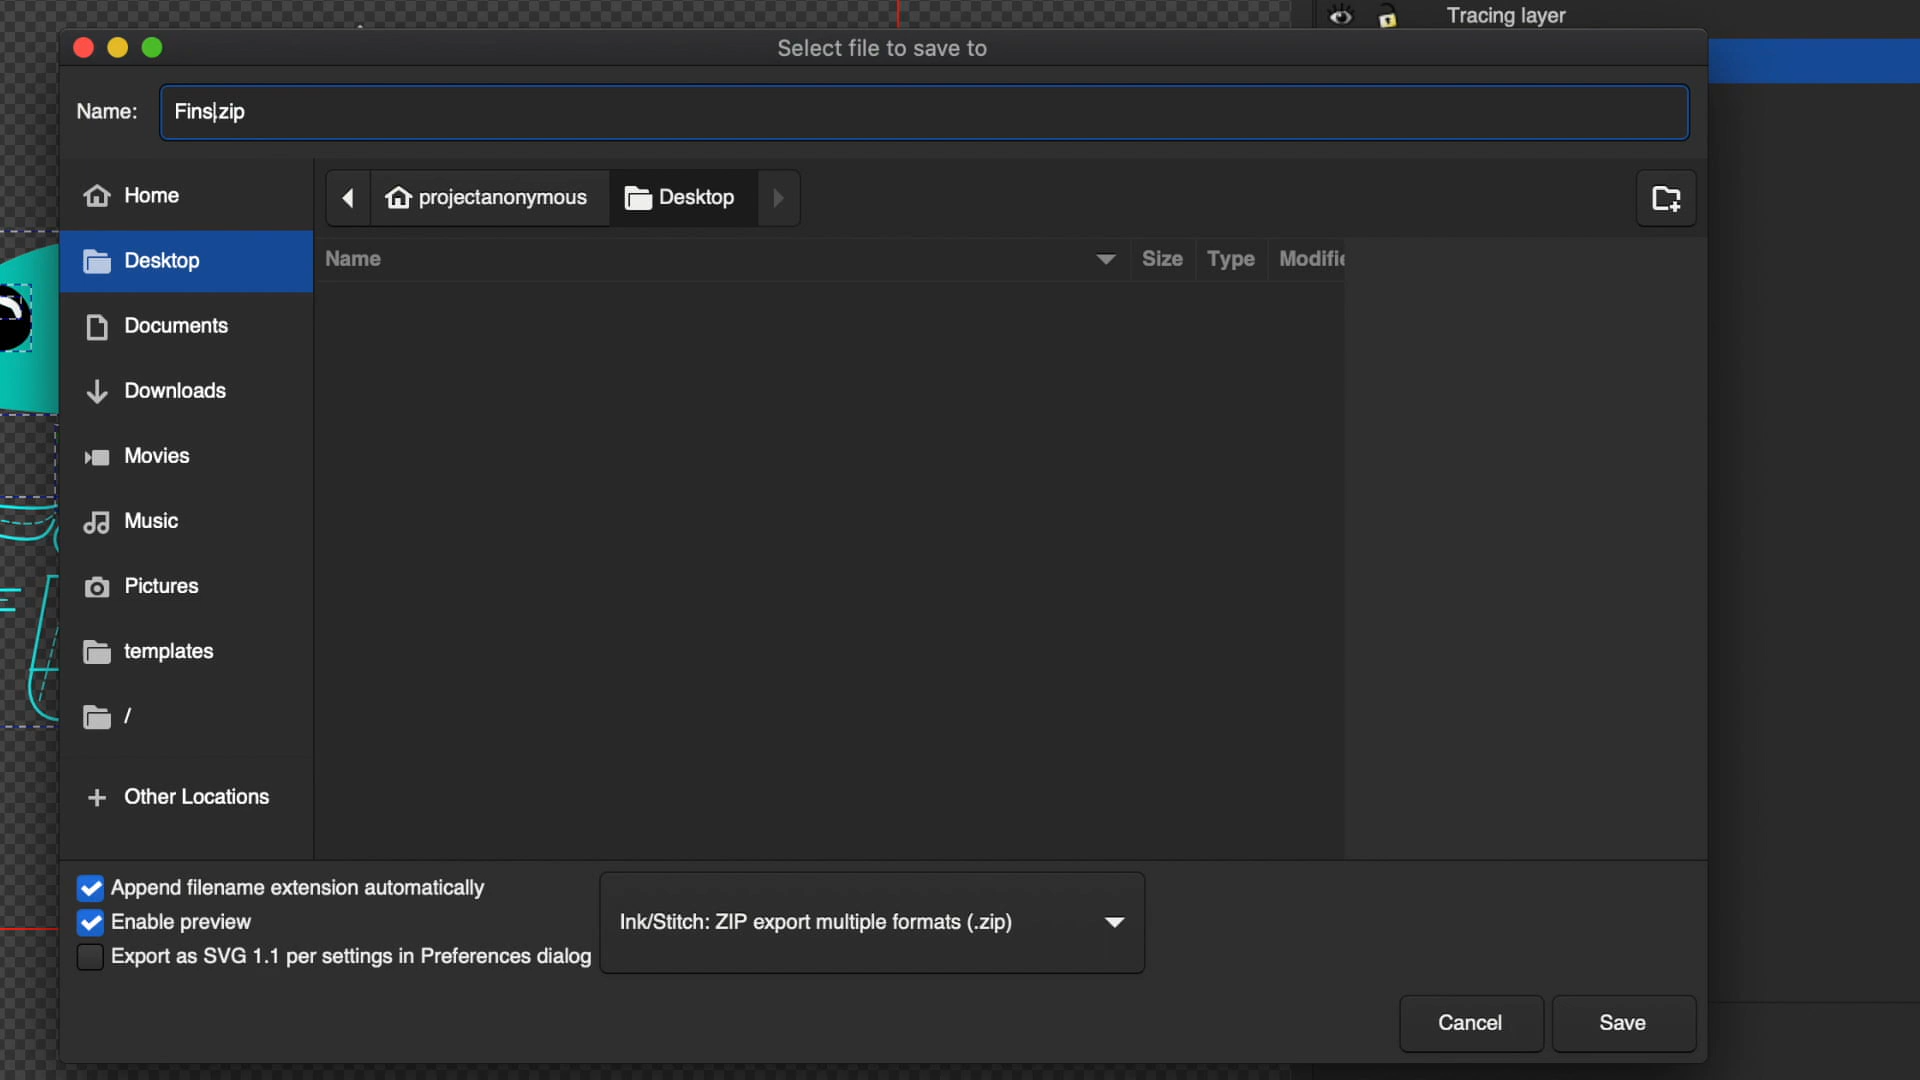 Tracing layer
Select file to save to
Name: Fins.zip
Home
projectanonymous Desktop
Desktop
Name Size Type Modifie
Documents
Downloads
Movies
Music
Pictures
templates
/
Other Locations
Append filename extension automatically
Enable preview
Export as SVG 1.1 per settings in Preferences dialog
Ink/Stitch: ZIP export multiple formats (.zip)
Cancel Save